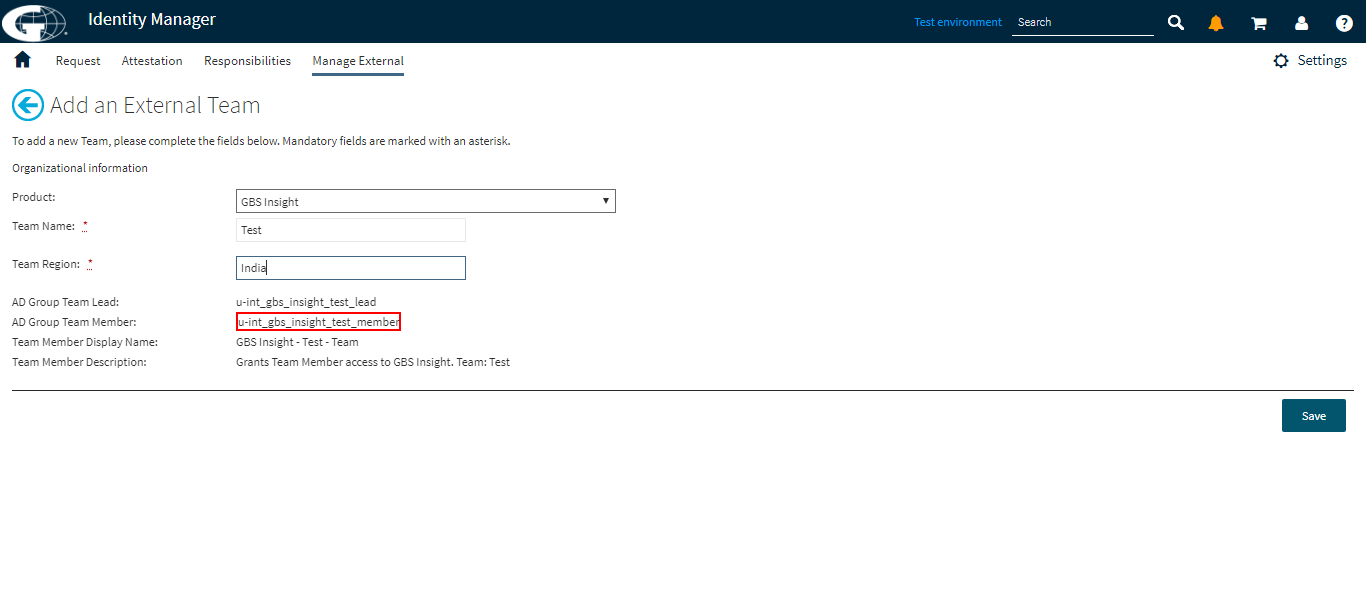 Identity Manager
Test environment
Search
Request Attestation Responsibilities Manage External
Settings
Add an External Team
To add a new Team, please complete the fields below. Mandatory fields are marked with an asterisk.
Organizational information
Product: GBS Insight
Team Name: * Test
Team Region: * India
AD Group Team Lead: u-int_gbs_insight_test_lead
AD Group Team Member: u-int_gbs_insight_test_member
Team Member Display Name: GBS Insight - Test - Team
Team Member Description: Grants Team Member access to GBS Insight. Team: Test
Save